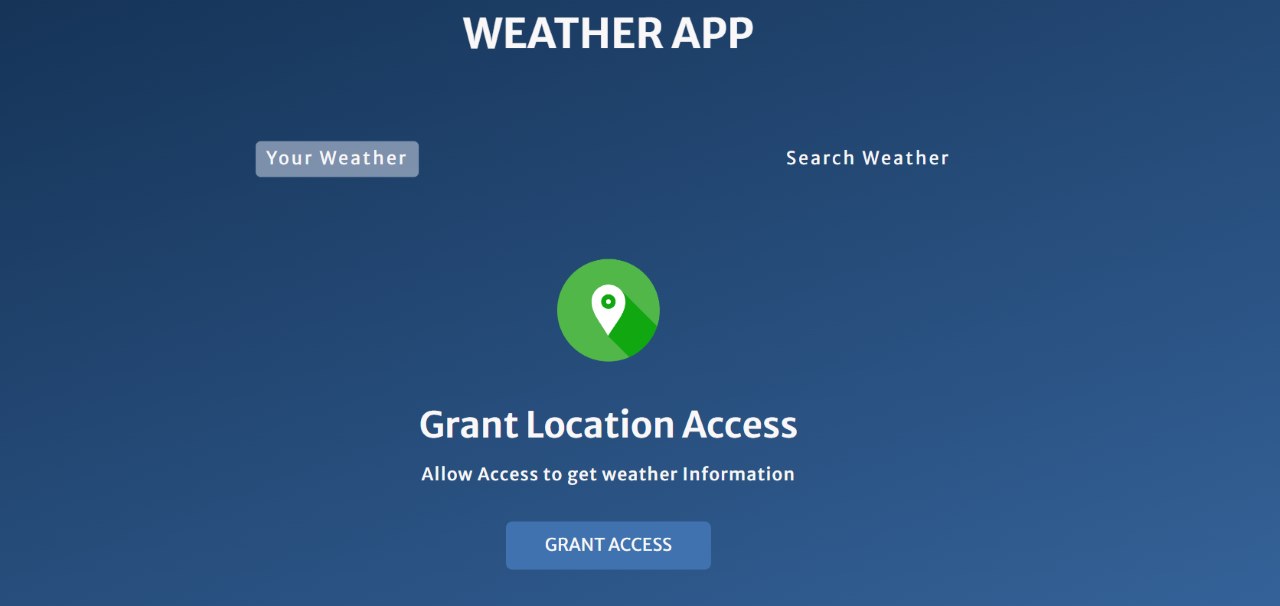 WEATHER APP
Your Weather
Search Weather
Grant Location Access
Allow Access to get weather Information
GRANT ACCESS